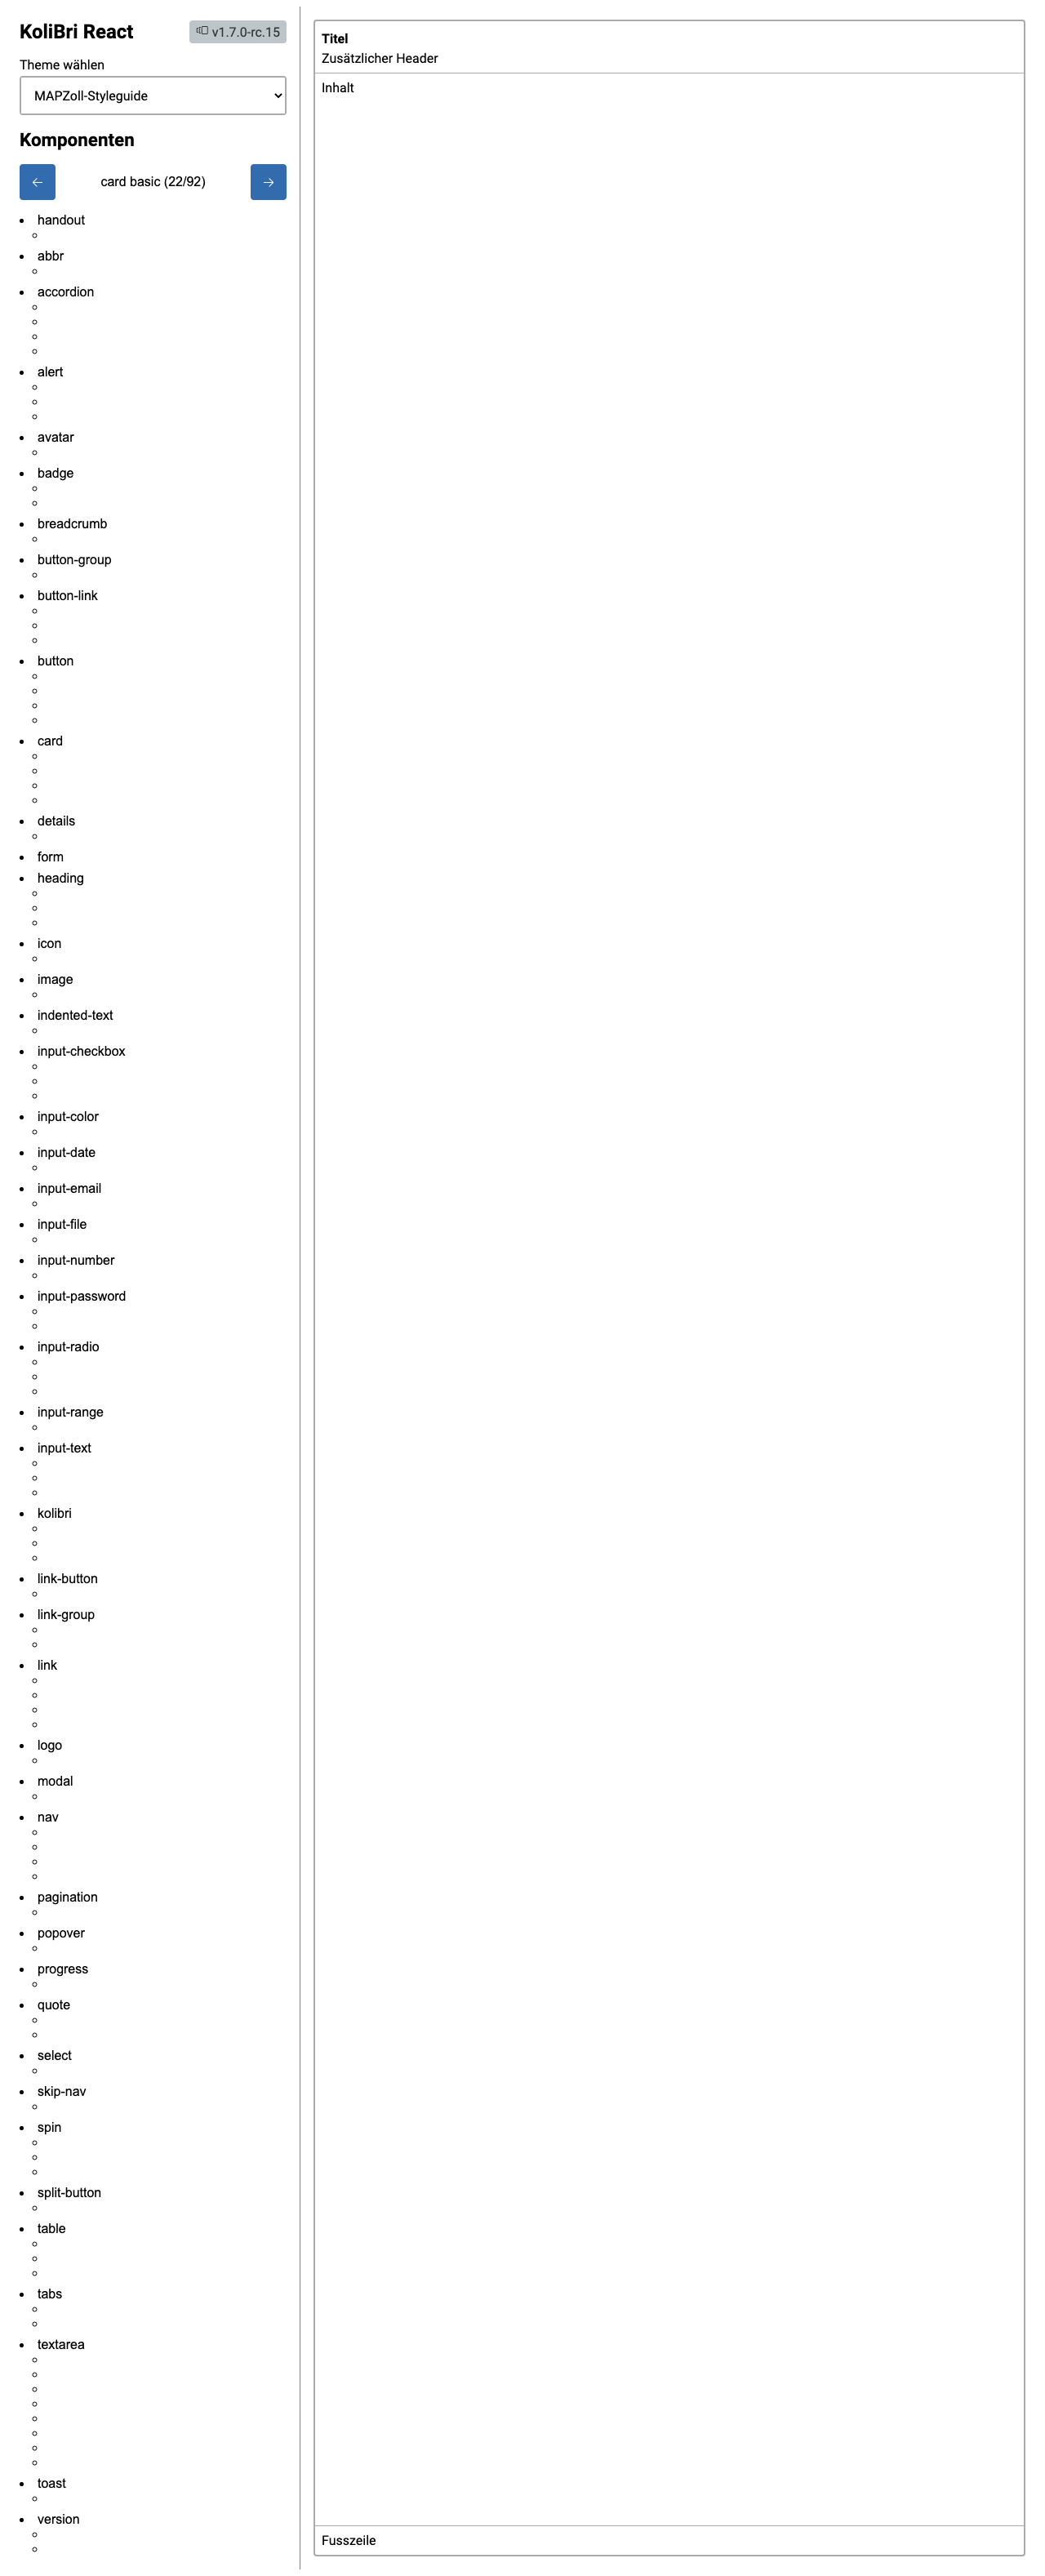 KoliBri React
v1.7.0-rc.15
Theme wählen
MAPZoll-Styleguide
Komponenten
card basic (22/92)
handout
abbr
accordion
alert
avatar
badge
breadcrumb
button-group
button-link
button
card
details
form
heading
icon
image
indented-text
input-checkbox
input-color
input-date
input-email
input-file
input-number
input-password
input-radio
input-range
input-text
kolibri
link-button
link-group
link
logo
modal
nav
pagination
popover
progress
quote
select
skip-nav
spin
split-button
table
tabs
textarea
toast
version
Titel
Zusätzlicher Header
Inhalt
Fusszeile